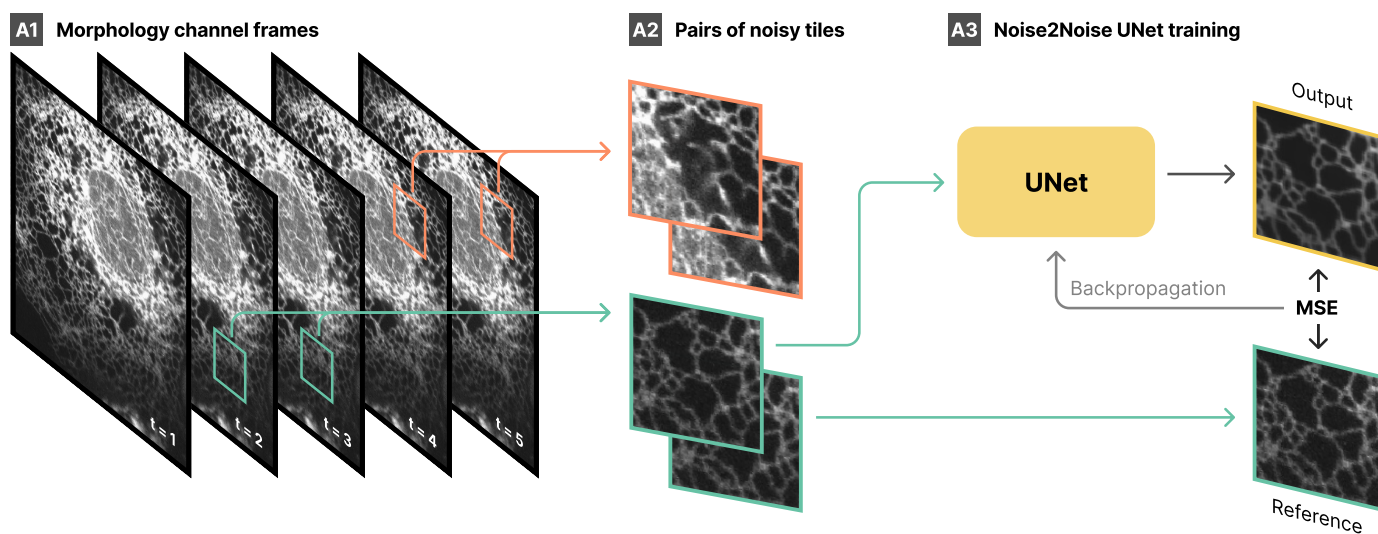 A1 Morphology channel frames
A2 Pairs of noisy tiles
A3 Noise2Noise UNet training
t = 1
t = 2
t = 3
t = 4
t = 5
UNet
Output
Backpropagation
MSE
Reference